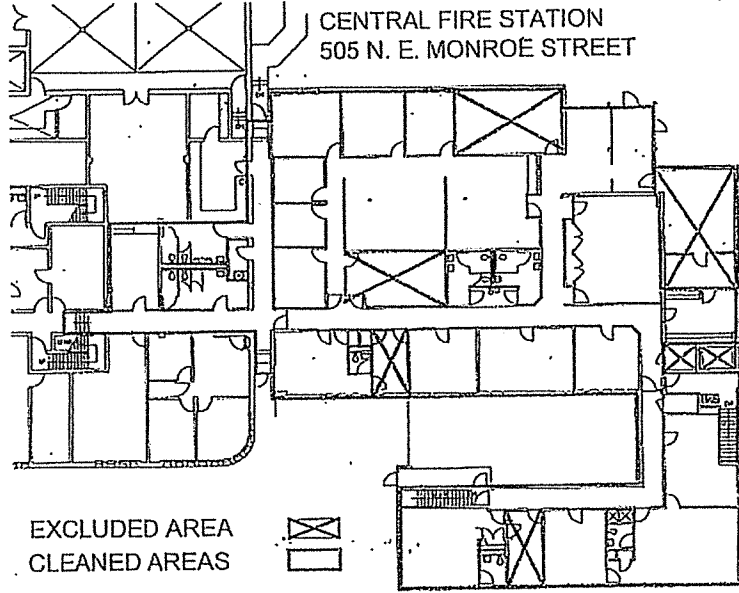 CENTRAL FIRE STATION
505 N. E. MONROE STREET
EXCLUDED AREA
CLEANED AREAS